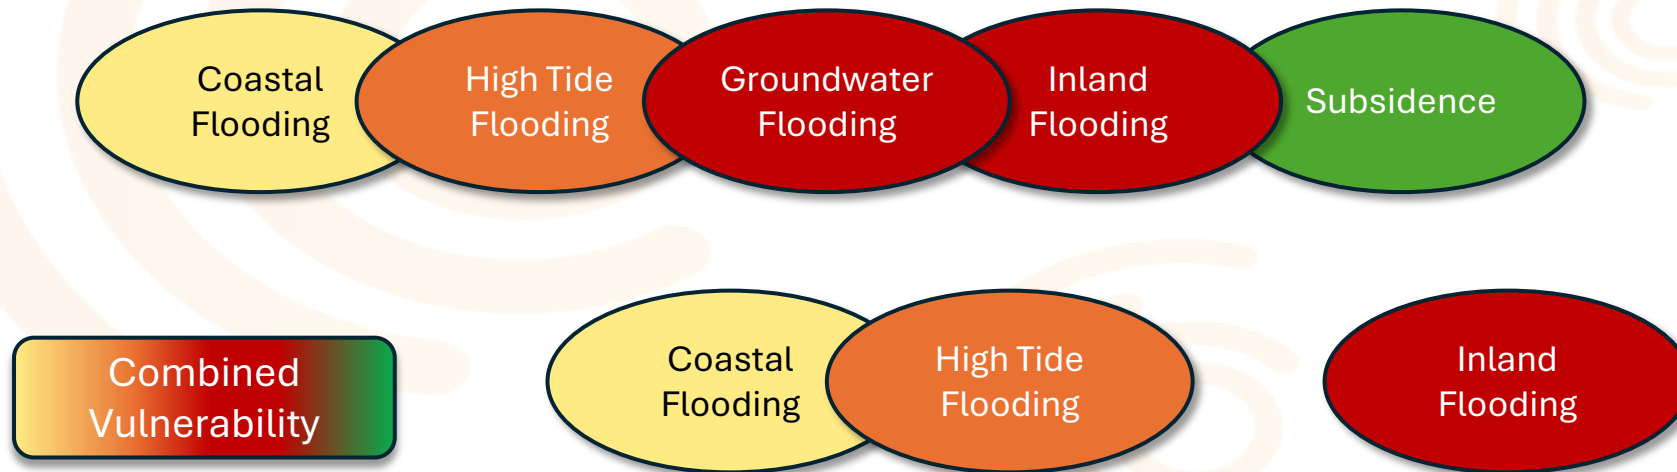 Coastal
Flooding
High Tide
Flooding
Groundwater
Flooding
Inland
Flooding
Subsidence
Combined
Vulnerability
Coastal
Flooding
High Tide
Flooding
Inland
Flooding